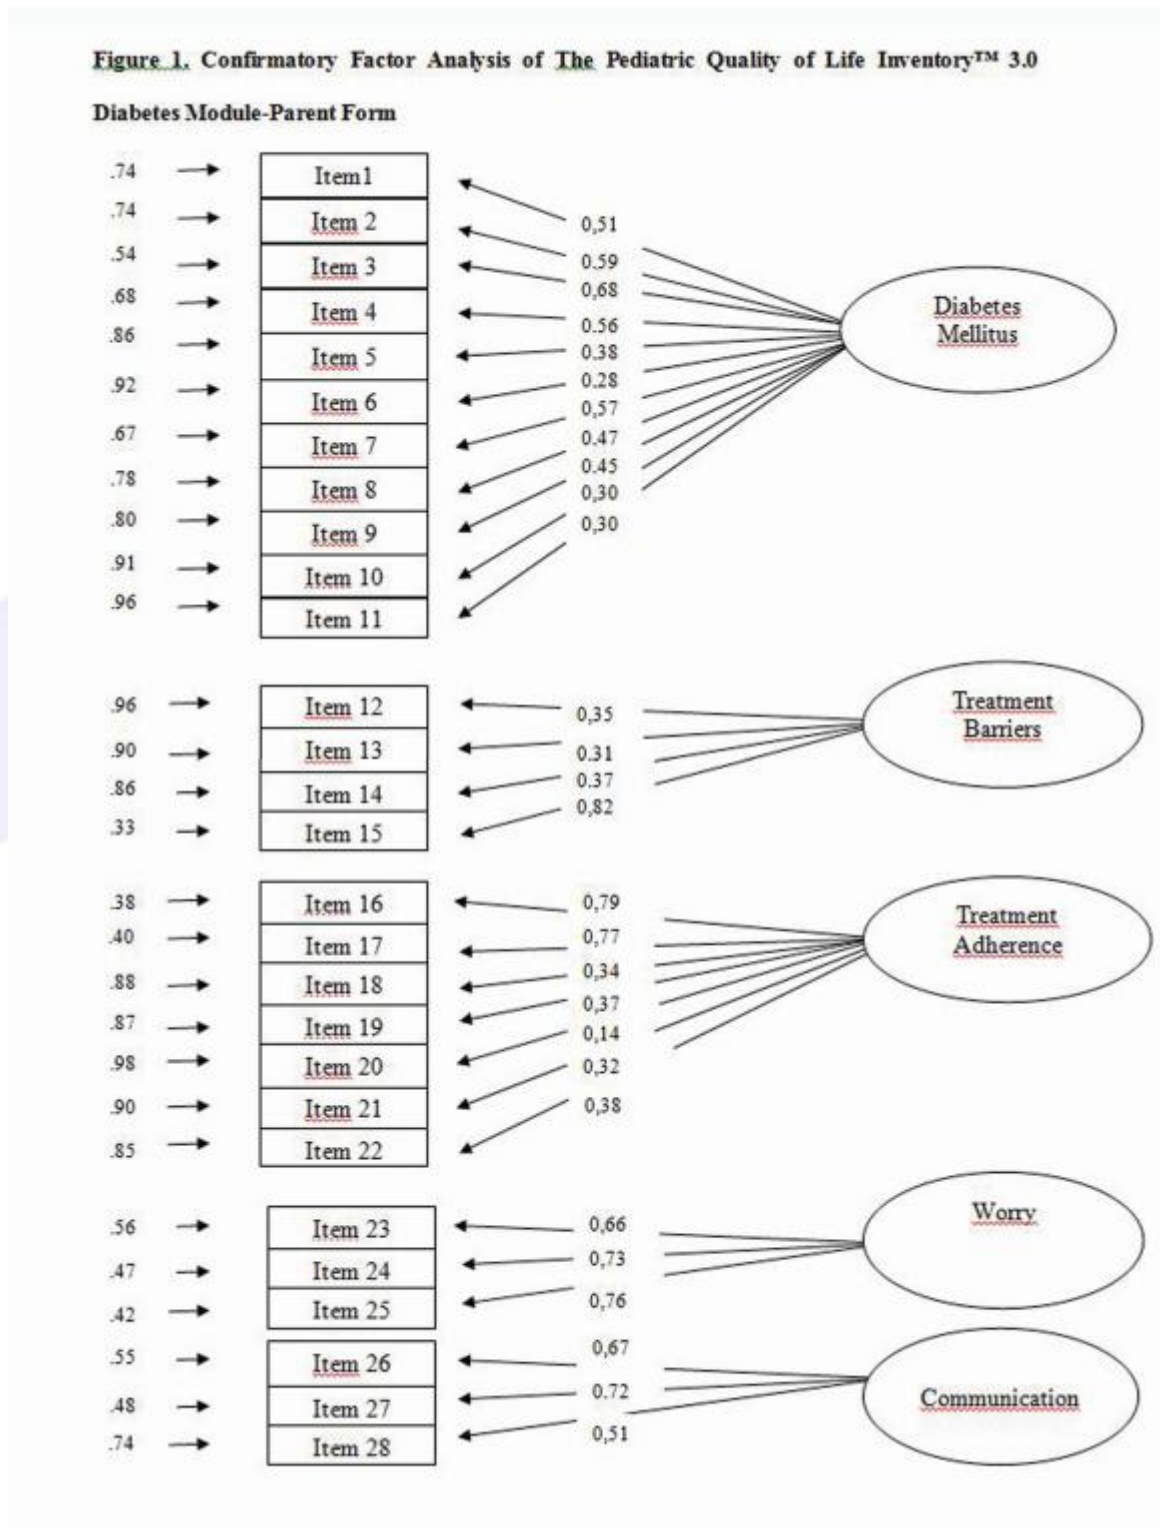 Figure 1. Confirmatory Factor Analysis of The Pediatric Quality of Life Inventory™ 3.0
Diabetes Module-Parent Form
.74 Item1 0,51
.74 Item 2 0.59
.54 Item 3 0,68
.68 Item 4 0.56
.86 Item 5 0.38
.92 Item 6 0.28
.67 Item 7 0,57
.78 Item 8 0.47
.80 Item 9 0.45
.91 Item 10 0,30
.96 Item 11 0,30
Diabetes
Mellitus
.96 Item 12 0,35
.90 Item 13 0.31
.86 Item 14 0.37
.33 Item 15 0,82
Treatment
Barriers
.38 Item 16 0,79
.40 Item 17 0,77
.88 Item 18 0,34
.87 Item 19 0,37
.98 Item 20 0,14
.90 Item 21 0,32
.85 Item 22 0,38
Treatment
Adherence
.56 Item 23 0,66
.47 Item 24 0,73
.42 Item 25 0,76
Worry
.55 Item 26 0,67
.48 Item 27 0.72
.74 Item 28 0,51
Communication